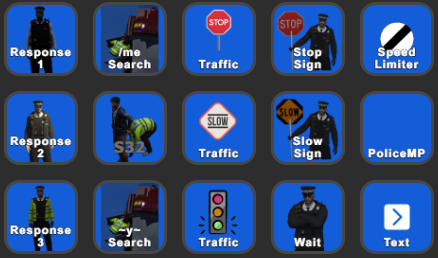 Response
1
/me
Search
STOP
Traffic
STOP
Stop
Sign
Speed
Limiter
Response
2
S32
SLOW
Traffic
SLOW
Slow
Sign
PoliceMP
Response
3
~y~
Search
Traffic
Wait
Text